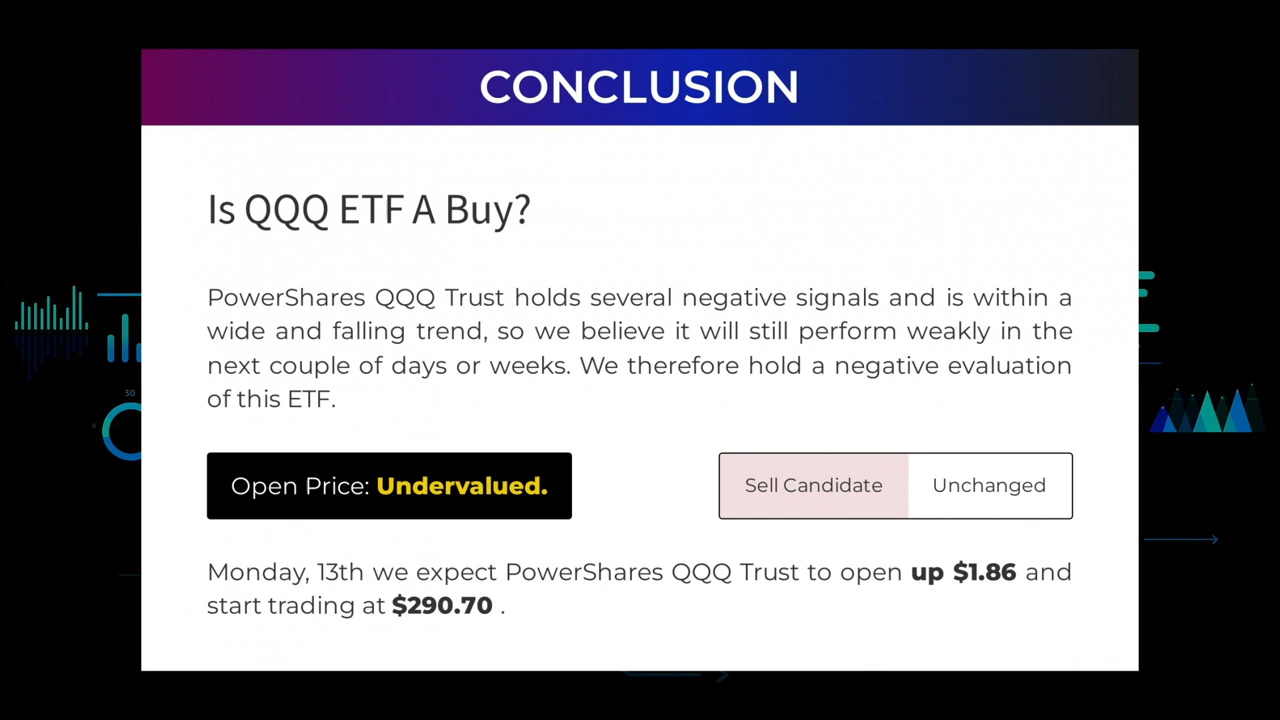 CONCLUSION
Is QQQ ETF A Buy?
PowerShares QQQ Trust holds several negative signals and is within a
wide and falling trend, so we believe it will still perform weakly in the
next couple of days or weeks. We therefore hold a negative evaluation
of this ETF.
Open Price: Undervalued.
Sell Candidate
Unchanged
30
Monday, 13th we expect PowerShares QQQ Trust to open up $1.86 and
start trading at $290.70 .